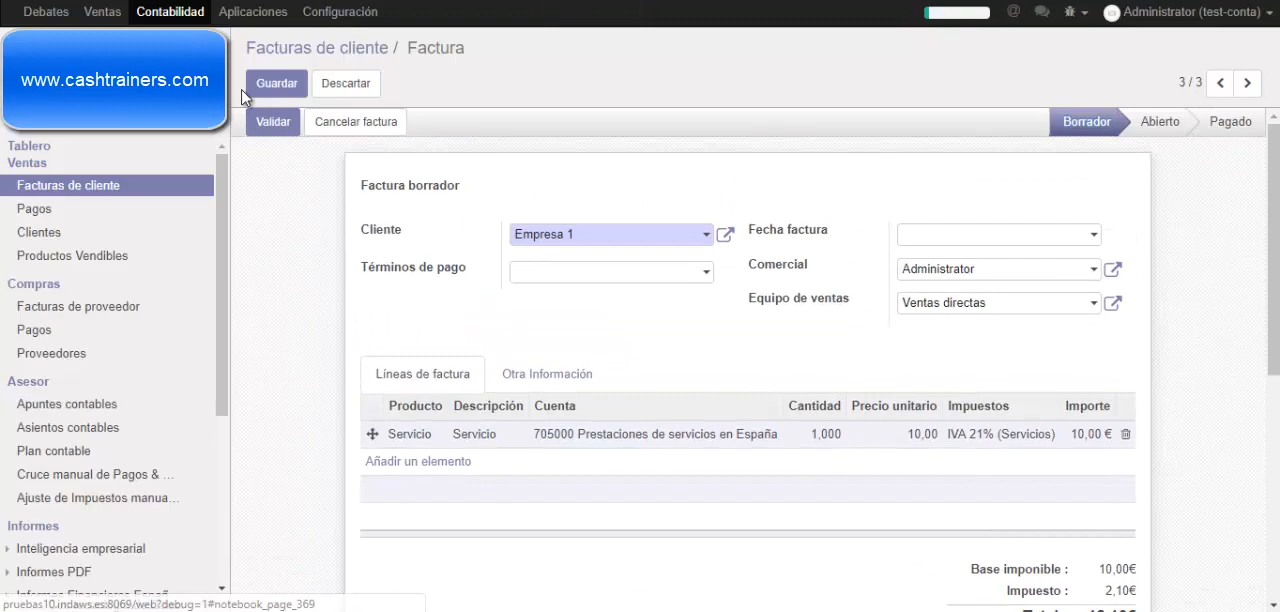 Debates Ventas Contabilidad Aplicaciones Configuración @ Administrator (test-conta)
www.cashtrainers.com
Facturas de cliente / Factura
Guardar Descartar 3 / 3
Validar Cancelar factura Borrador Abierto Pagado
Tablero
Ventas
Facturas de cliente
Pagos
Clientes
Productos Vendibles
Compras
Facturas de proveedor
Pagos
Proveedores
Asesor
Apuntes contables
Asientos contables
Plan contable
Cruce manual de Pagos & ...
Ajuste de Impuestos manua...
Informes
Inteligencia empresarial
Informes PDF
Informes Financieros Españ
pruebas10.indaws.es:8069/web?debug=1#notebook_page_369
Factura borrador
Cliente Empresa 1 Fecha factura
Términos de pago Comercial Administrator
Equipo de ventas Ventas directas
Líneas de factura Otra Información
Producto Descripción Cuenta Cantidad Precio unitario Impuestos Importe
Servicio Servicio 705000 Prestaciones de servicios en España 1,000 10,00 IVA 21% (Servicios) 10,00 €
Añadir un elemento
Base imponible : 10,00€
Impuesto : 2,10€